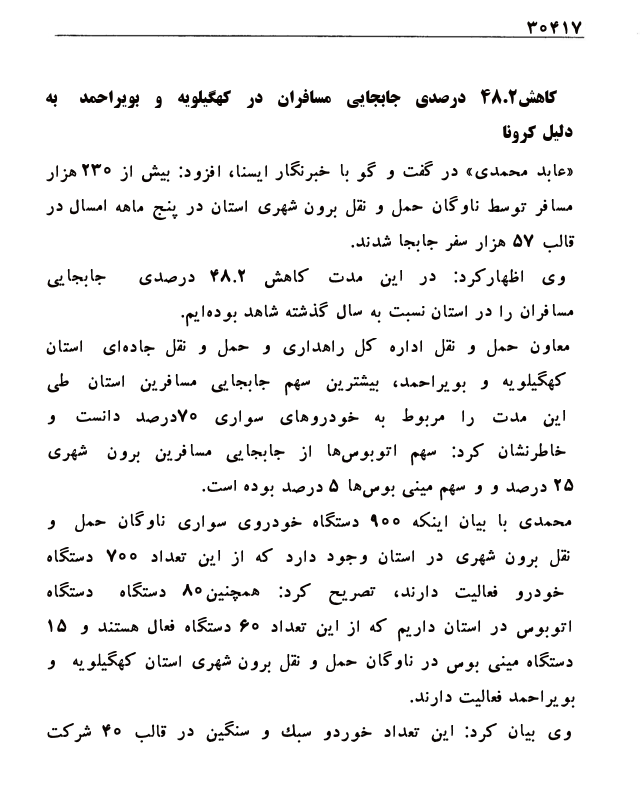 ۳۰۴۱۷
کاهش۴۸.۲ درصدی جابجایی مسافران در کهگیلویه و بویراحمد به
دلیل کرونا
«عابد محمدی» در گفت و گو با خبرنگار ایسنا، افزود: بیش از ۲۳۰ هزار
مسافر توسط ناوگان حمل و نقل برون شهری استان در پنج ماهه امسال در
قالب ۵۷ هزار سفر جابجا شدند.
وی اظهارکرد: در این مدت کاهش ۴۸.۲ درصدی جابجایی
مسافران را در استان نسبت به سال گذشته شاهد بوده‌ایم.
معاون حمل و نقل اداره کل راهداری و حمل و نقل جاده‌ای استان
کهگیلویه و بویراحمد، بیشترین سهم جابجایی مسافرین استان طی
این مدت را مربوط به خودروهای سواری ۷۰درصد دانست و
خاطرنشان کرد: سهم اتوبوس‌ها از جابجایی مسافرین برون شهری
۲۵ درصد و و سهم مینی بوس‌ها ۵ درصد بوده است.
محمدی با بیان اینکه ۹۰۰ دستگاه خودروی سواری ناوگان حمل و
نقل برون شهری در استان وجود دارد که از این تعداد ۷۰۰ دستگاه
خودرو فعالیت دارند، تصریح کرد: همچنین۸۰ دستگاه دستگاه
اتوبوس در استان داریم که از این تعداد ۶۰ دستگاه فعال هستند و ۱۵
دستگاه مینی بوس در ناوگان حمل و نقل برون شهری استان کهگیلویه و
بویراحمد فعالیت دارند.
وی بیان کرد: این تعداد خوردو سبک و سنگین در قالب ۴۰ شرکت